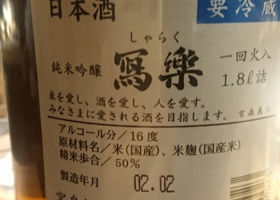 日本酒
要冷蔵
しゃらく
純米吟醸 寫樂 一回火入
1.8ℓ詰
米を愛し、酒を愛し、人を愛す。
みなさまに愛される酒を目指します。宮森義
アルコール分／16度
原材料名／米(国産)、米麹(国産米)
精米歩合／50%
製造年月 02.02